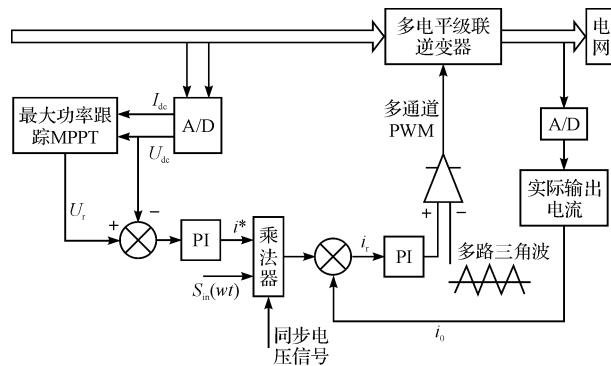 多电平级联
逆变器
电
网
I_dc
A/D
最大功率跟
踪MPPT
U_dc
多通道
PWM
A/D
实际输出
电流
U_r
+
−
PI
i*
乘
法
器
S_in(wt)
同步电
压信号
i_r
PI
+
−
多路三角波
i_0